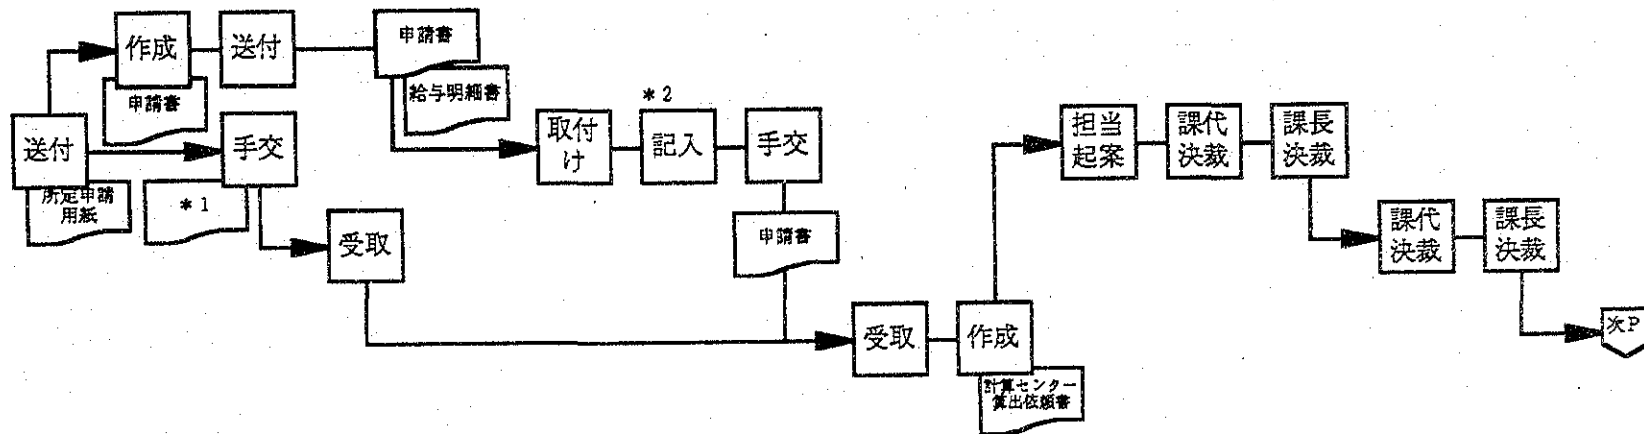 作成
送付
申請書
申請書
給与明細書
*2
送付
手交
取付
け
記入
手交
担当
起案
課代
決裁
課長
決裁
所定申請
用紙
*1
受取
申請書
課代
決裁
課長
決裁
受取
作成
次P
計算センター
算出依頼書